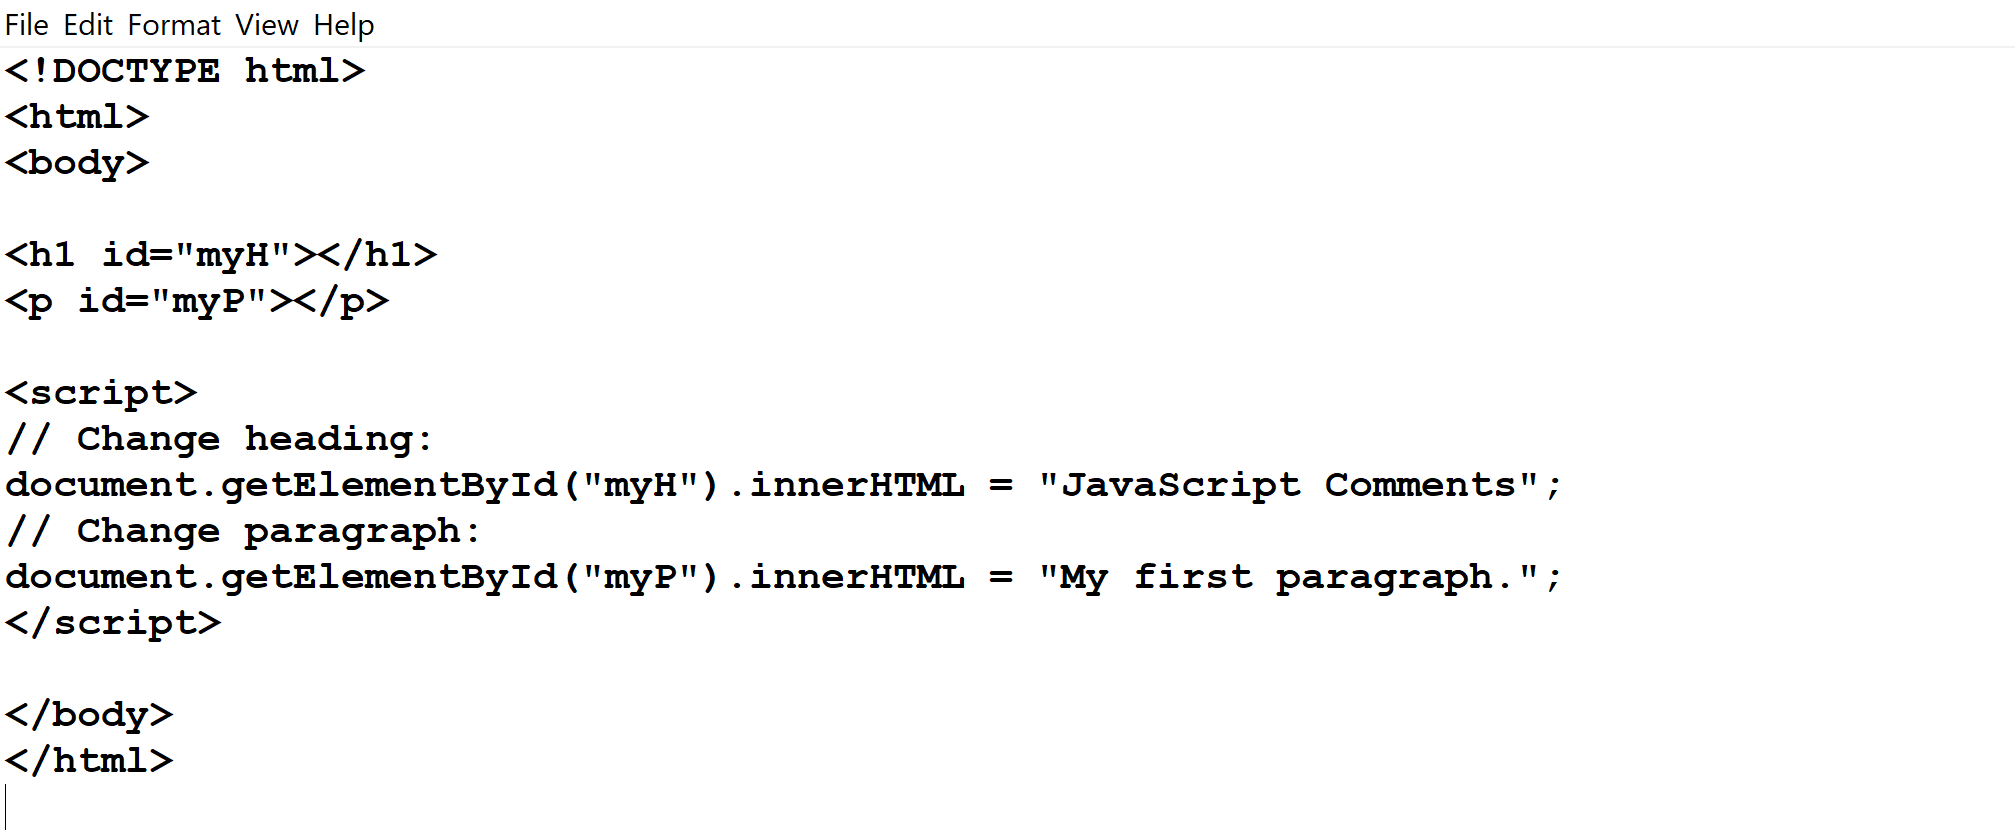 File Edit Format View Help
<!DOCTYPE html>
<html>
<body>
<h1 id="myH"></h1>
<p id="myP"></p>
<script>
// Change heading:
document.getElementById("myH").innerHTML = "JavaScript Comments";
// Change paragraph:
document.getElementById("myP").innerHTML = "My first paragraph.";
</script>
</body>
</html>